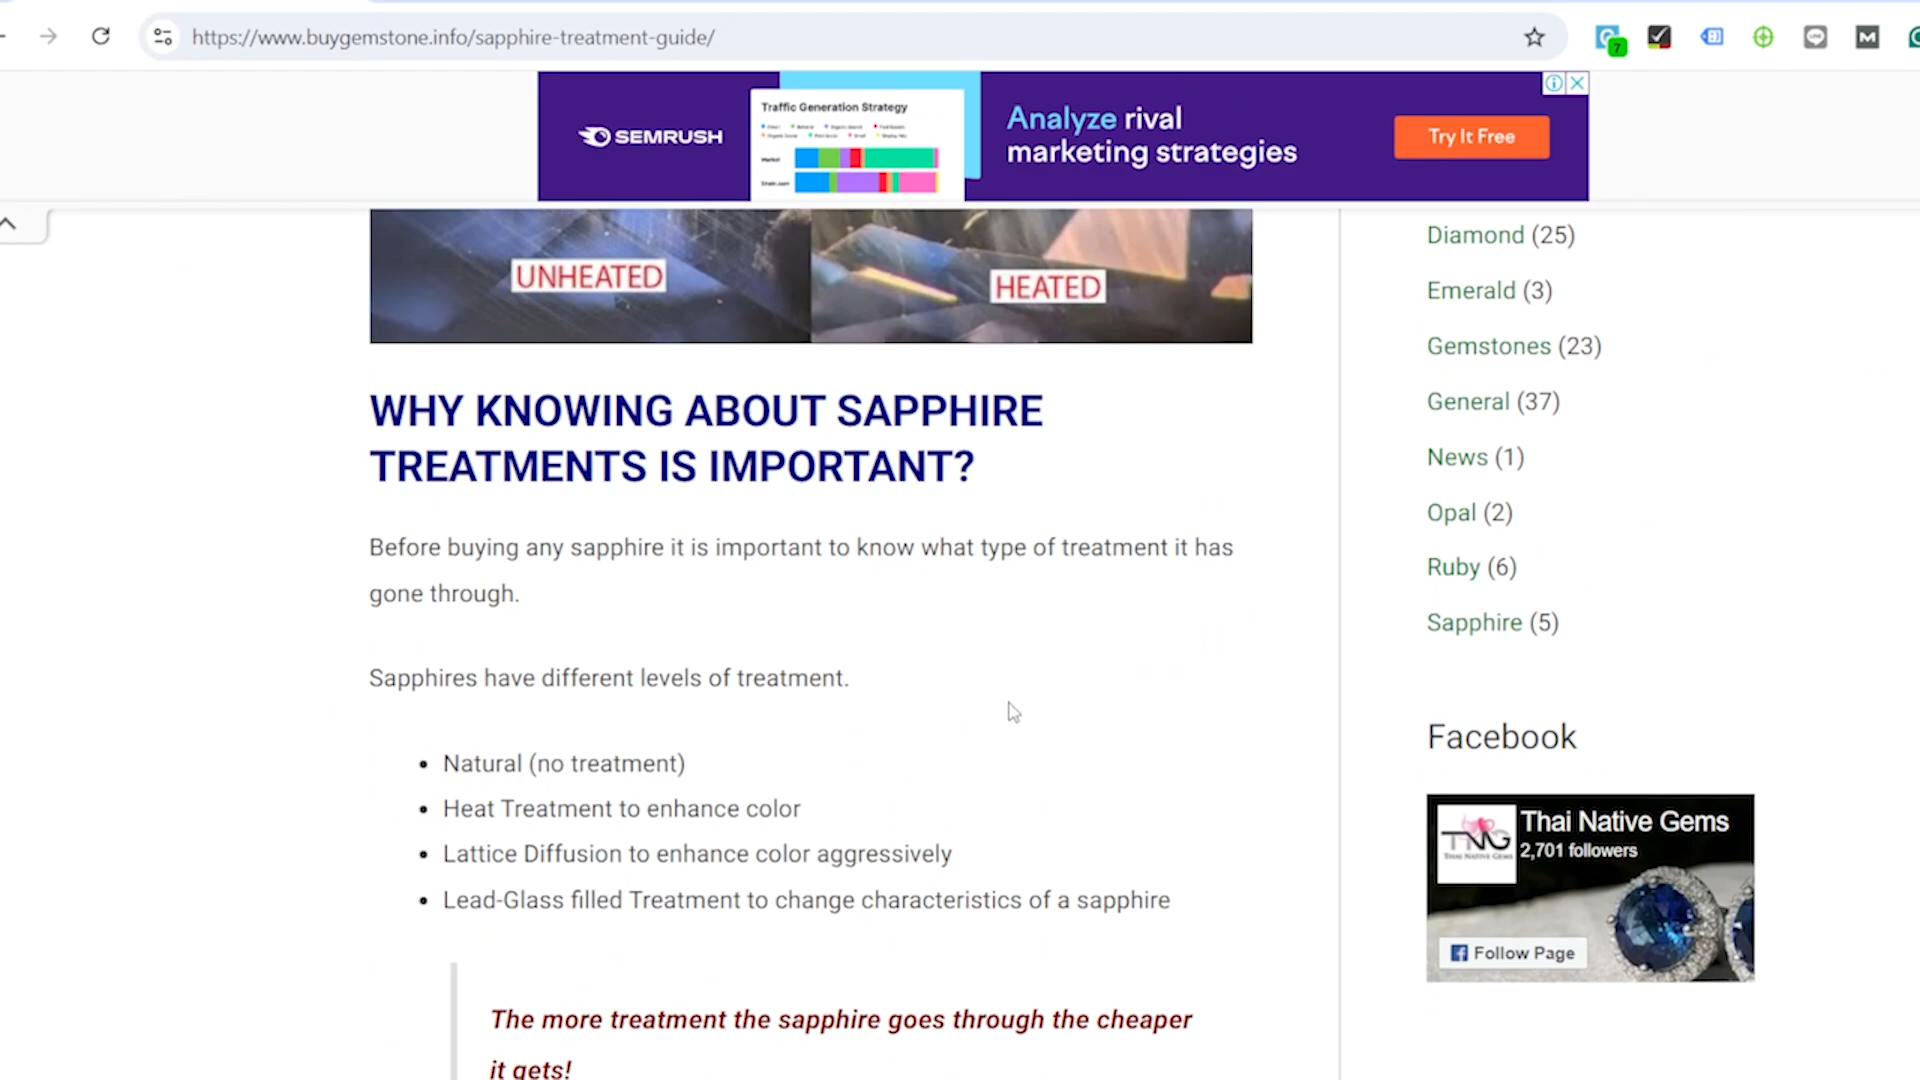 https://www.buygemstone.info/sapphire-treatment-guide/
7
SEMRUSH
Traffic Generation Strategy
Analyze rival
marketing strategies
Try It Free
UNHEATED
HEATED
WHY KNOWING ABOUT SAPPHIRE
TREATMENTS IS IMPORTANT?
Before buying any sapphire it is important to know what type of treatment it has
gone through.
Sapphires have different levels of treatment.
Natural (no treatment)
Heat Treatment to enhance color
Lattice Diffusion to enhance color aggressively
Lead-Glass filled Treatment to change characteristics of a sapphire
The more treatment the sapphire goes through the cheaper
it gets!
Diamond (25)
Emerald (3)
Gemstones (23)
General (37)
News (1)
Opal (2)
Ruby (6)
Sapphire (5)
Facebook
TNG
THAI NATIVE GEMS
Thai Native Gems
2,701 followers
Follow Page